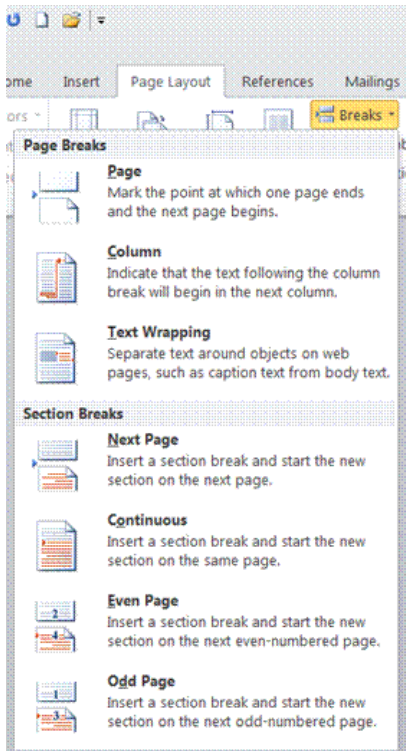 ome Insert Page Layout References Mailings
ors Breaks
Page Breaks
Page
Mark the point at which one page ends
and the next page begins.
Column
Indicate that the text following the column
break will begin in the next column.
Text Wrapping
Separate text around objects on web
pages, such as caption text from body text.
Section Breaks
Next Page
Insert a section break and start the new
section on the next page.
Continuous
Insert a section break and start the new
section on the same page.
Even Page
2
Insert a section break and start the new
4
section on the next even-numbered page.
Odd Page
1
Insert a section break and start the new
3
section on the next odd-numbered page.